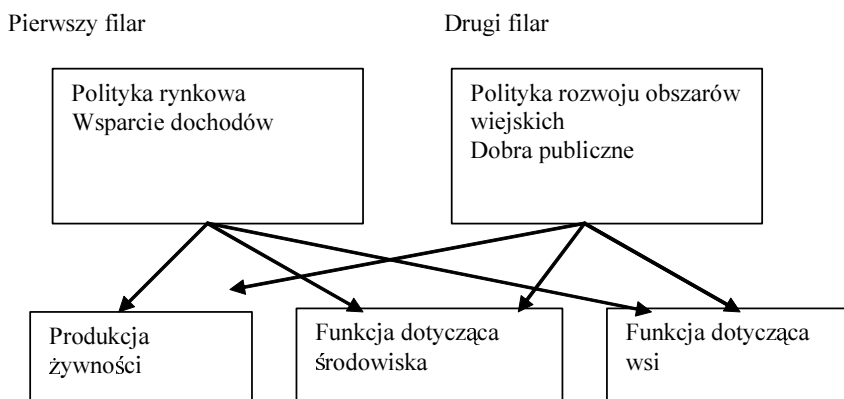 Pierwszy filar
Drugi filar
Polityka rynkowa
Wsparcie dochodów
Polityka rozwoju obszarów
wiejskich
Dobra publiczne
Produkcja
żywności
Funkcja dotycząca
środowiska
Funkcja dotycząca
wsi